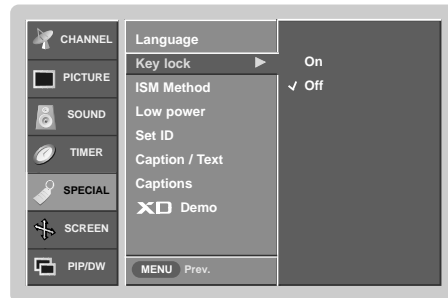 CHANNEL
PICTURE
SOUND
TIMER
SPECIAL
SCREEN
PIP/DW
Language
Key lock
ISM Method
Low power
Set ID
Caption / Text
Captions
XD Demo
MENU Prev.
On
Off